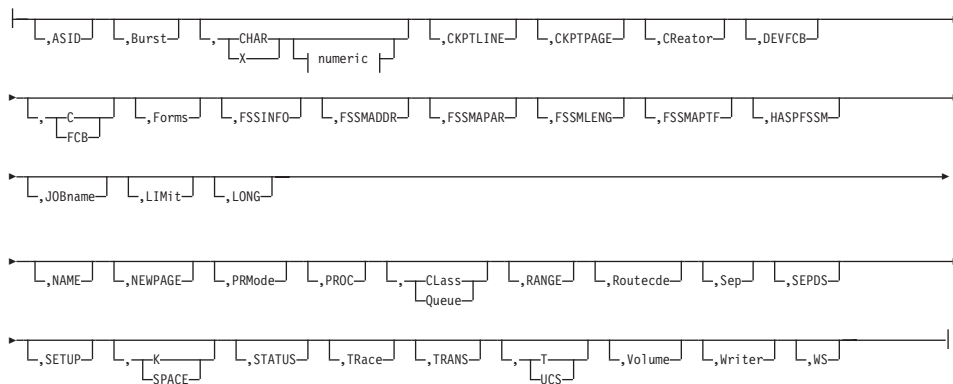 ,ASID ,Burst , CHAR ,CKPTLINE ,CKPTPAGE ,CReator ,DEVFCB
X numeric
, C ,Forms ,FSSINFO ,FSSMADDR ,FSSMAPAR ,FSSMLENG ,FSSMAPTF ,HASPFSSM
FCB
,JOBname ,LIMit ,LONG
,NAME ,NEWPAGE ,PRMode ,PROC , CLass ,RANGE ,Routecde ,Sep ,SEPDS
Queue
,SETUP , K ,STATUS ,TRace ,TRANS , T ,Volume ,Writer ,WS
SPACE UCS